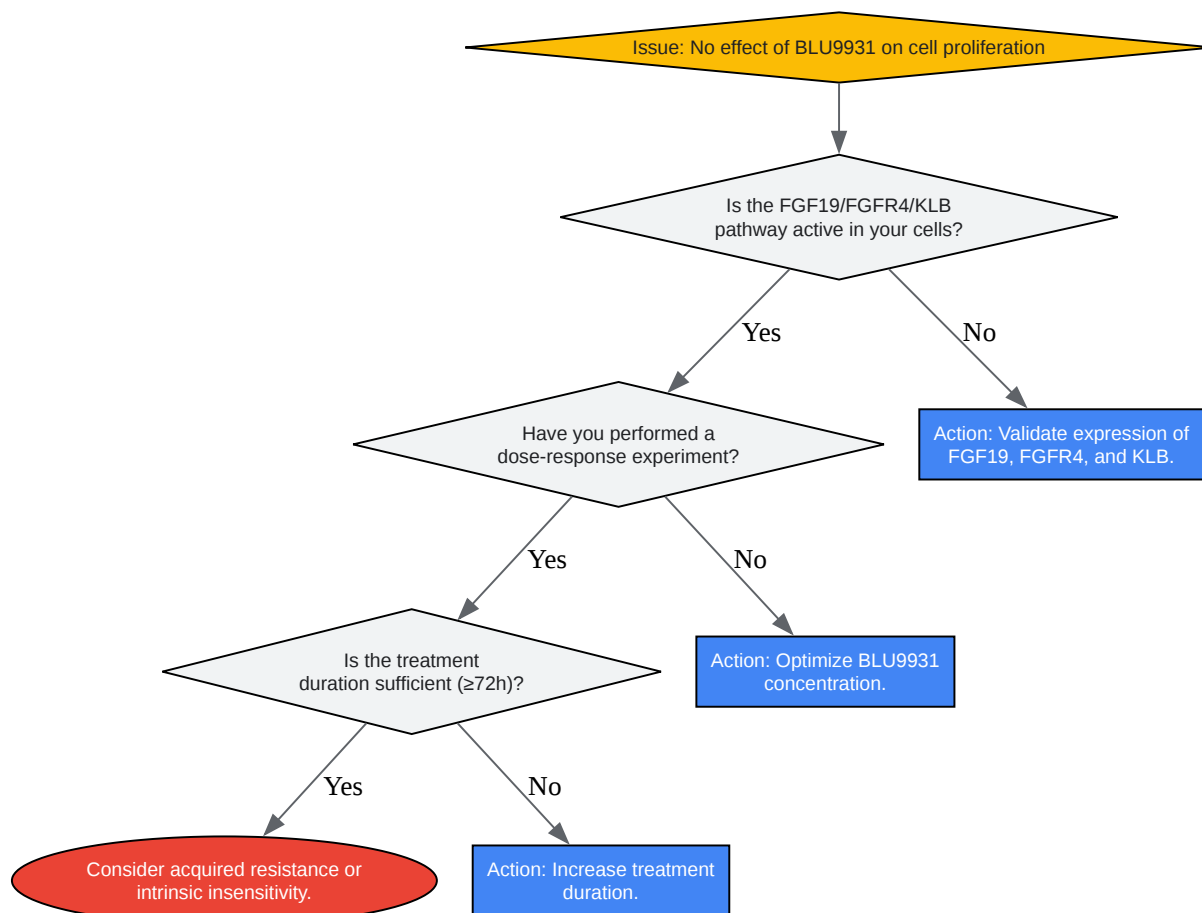 Issue: No effect of BLU9931 on cell proliferation
Is the FGF19/FGFR4/KLB
pathway active in your cells?
Yes
No
Have you performed a
dose-response experiment?
Action: Validate expression of
FGF19, FGFR4, and KLB.
Yes
No
Is the treatment
duration sufficient (≥72h)?
Action: Optimize BLU9931
concentration.
Yes
No
Consider acquired resistance or
intrinsic insensitivity.
Action: Increase treatment
duration.